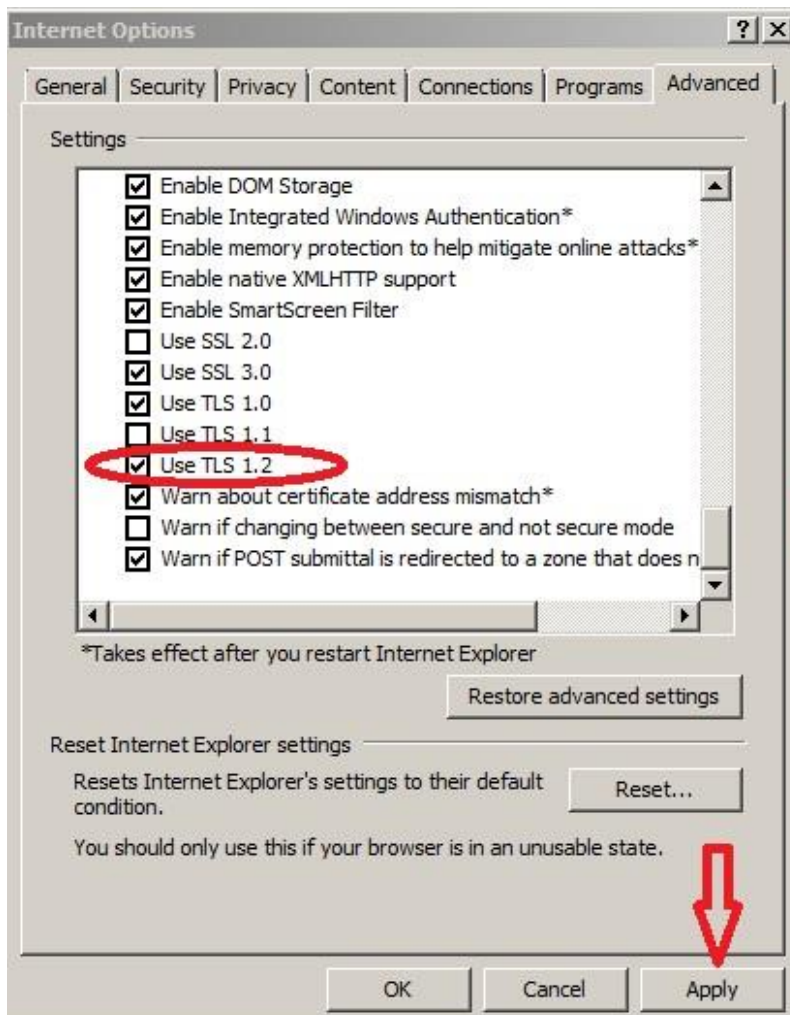 Internet Options
General Security Privacy Content Connections Programs Advanced
Settings
Enable DOM Storage
Enable Integrated Windows Authentication*
Enable memory protection to help mitigate online attacks*
Enable native XMLHTTP support
Enable SmartScreen Filter
Use SSL 2.0
Use SSL 3.0
Use TLS 1.0
Use TLS 1.1
Use TLS 1.2
Warn about certificate address mismatch*
Warn if changing between secure and not secure mode
Warn if POST submittal is redirected to a zone that does n
*Takes effect after you restart Internet Explorer
Restore advanced settings
Reset Internet Explorer settings
Resets Internet Explorer's settings to their default
condition.
Reset...
You should only use this if your browser is in an unusable state.
OK Cancel Apply